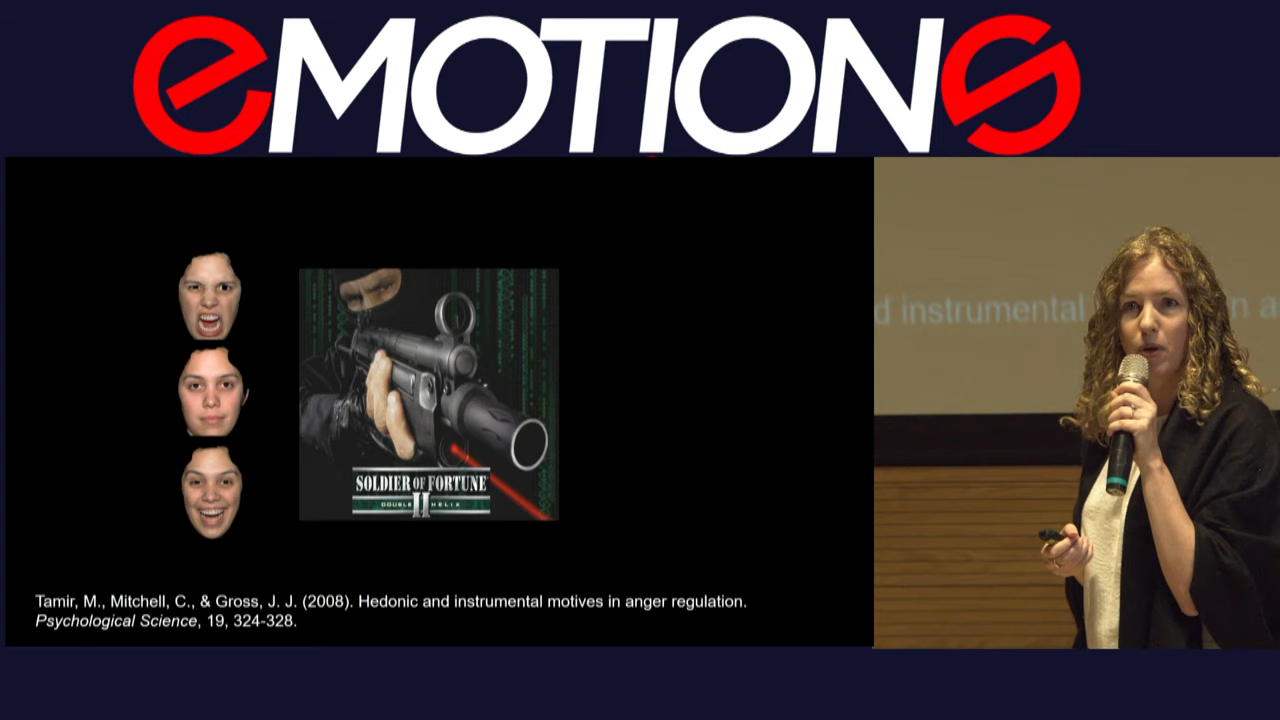 eMOTIONS
SOLDIER OF FORTUNE
II
DOUBLE HELIX
Tamir, M., Mitchell, C., & Gross, J. J. (2008). Hedonic and instrumental motives in anger regulation.
Psychological Science, 19, 324-328.
d instrumental n a